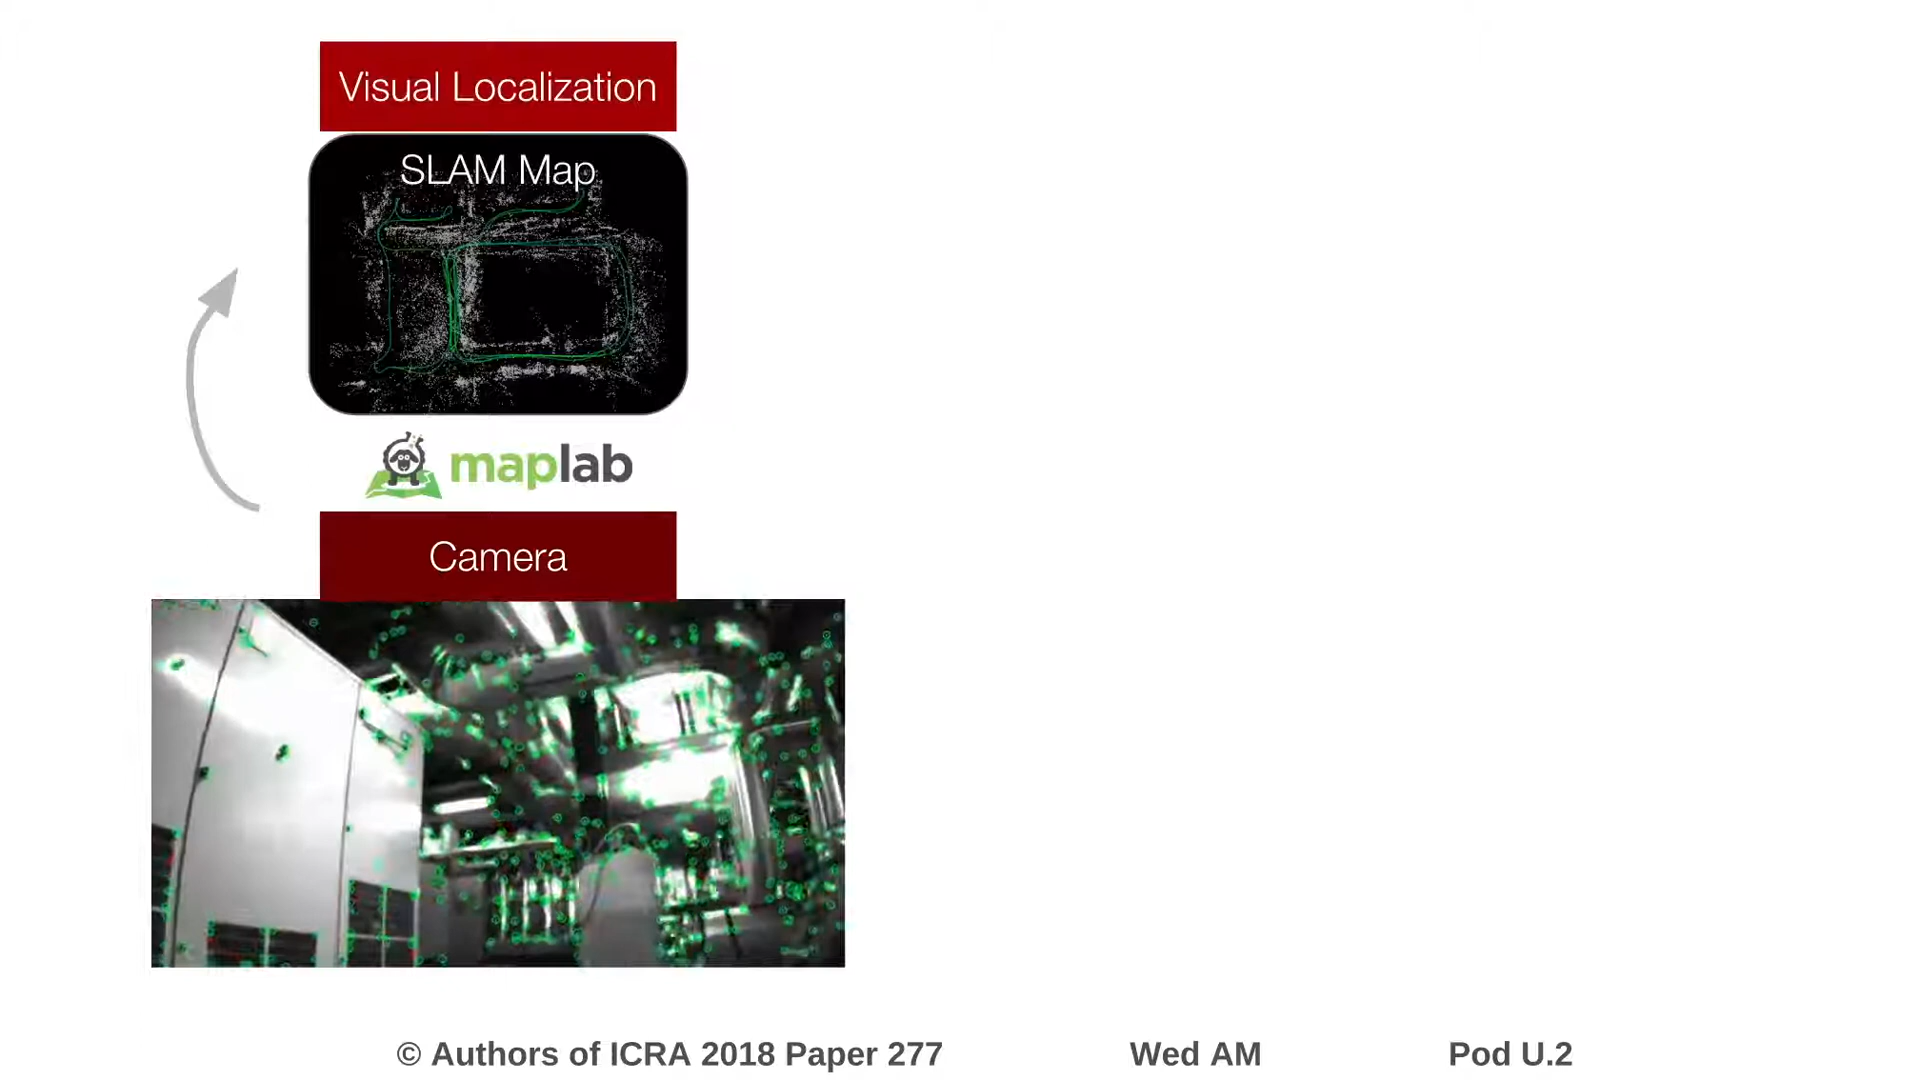 Visual Localization
SLAM Map
maplab
Camera
© Authors of ICRA 2018 Paper 277 Wed AM Pod U.2